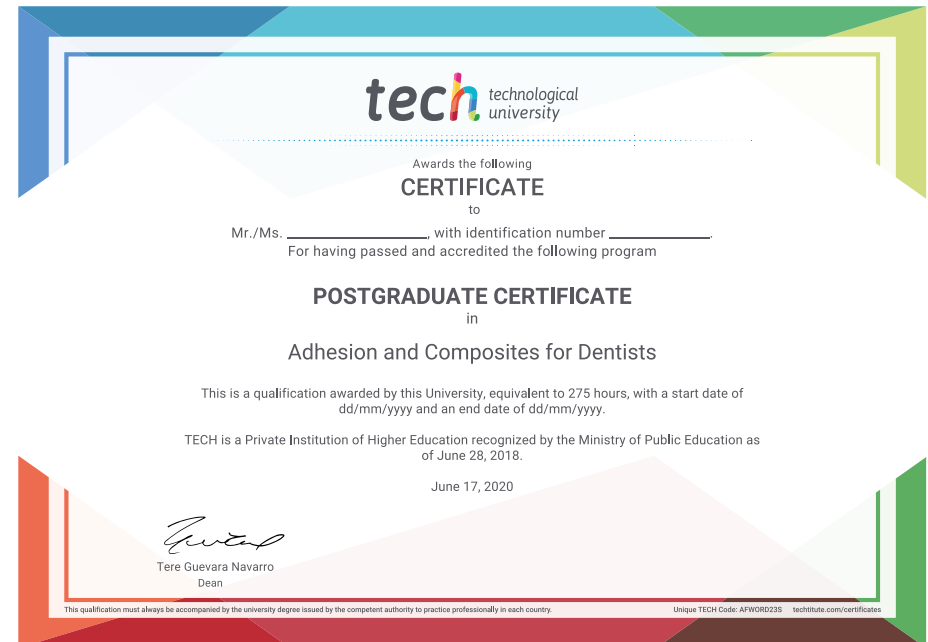 tech technological
university
Awards the following
CERTIFICATE
to
Mr./Ms. ____________________, with identification number ______________.
For having passed and accredited the following program
POSTGRADUATE CERTIFICATE
in
Adhesion and Composites for Dentists
This is a qualification awarded by this University, equivalent to 275 hours, with a start date of
dd/mm/yyyy and an end date of dd/mm/yyyy.
TECH is a Private Institution of Higher Education recognized by the Ministry of Public Education as
of June 28, 2018.
June 17, 2020
Tere Guevara Navarro
Dean
This qualification must always be accompanied by the university degree issued by the competent authority to practice professionally in each country.
Unique TECH Code: AFWORD23S techtitute.com/certificates